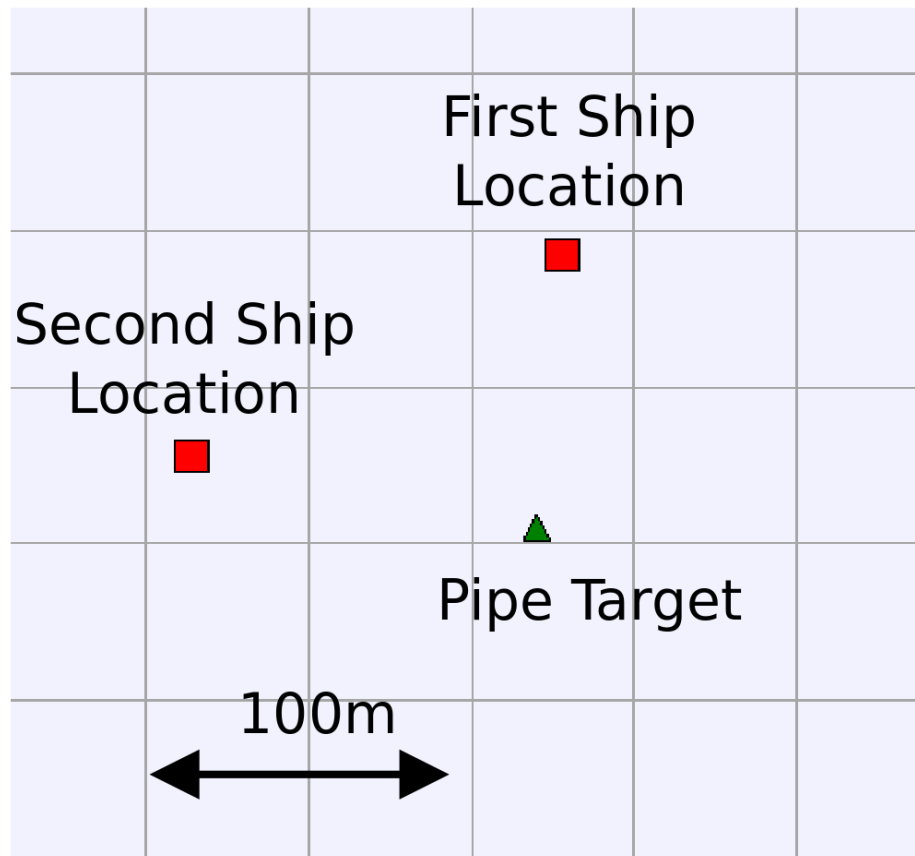 First Ship
Location
Second Ship
Location
Pipe Target
100m